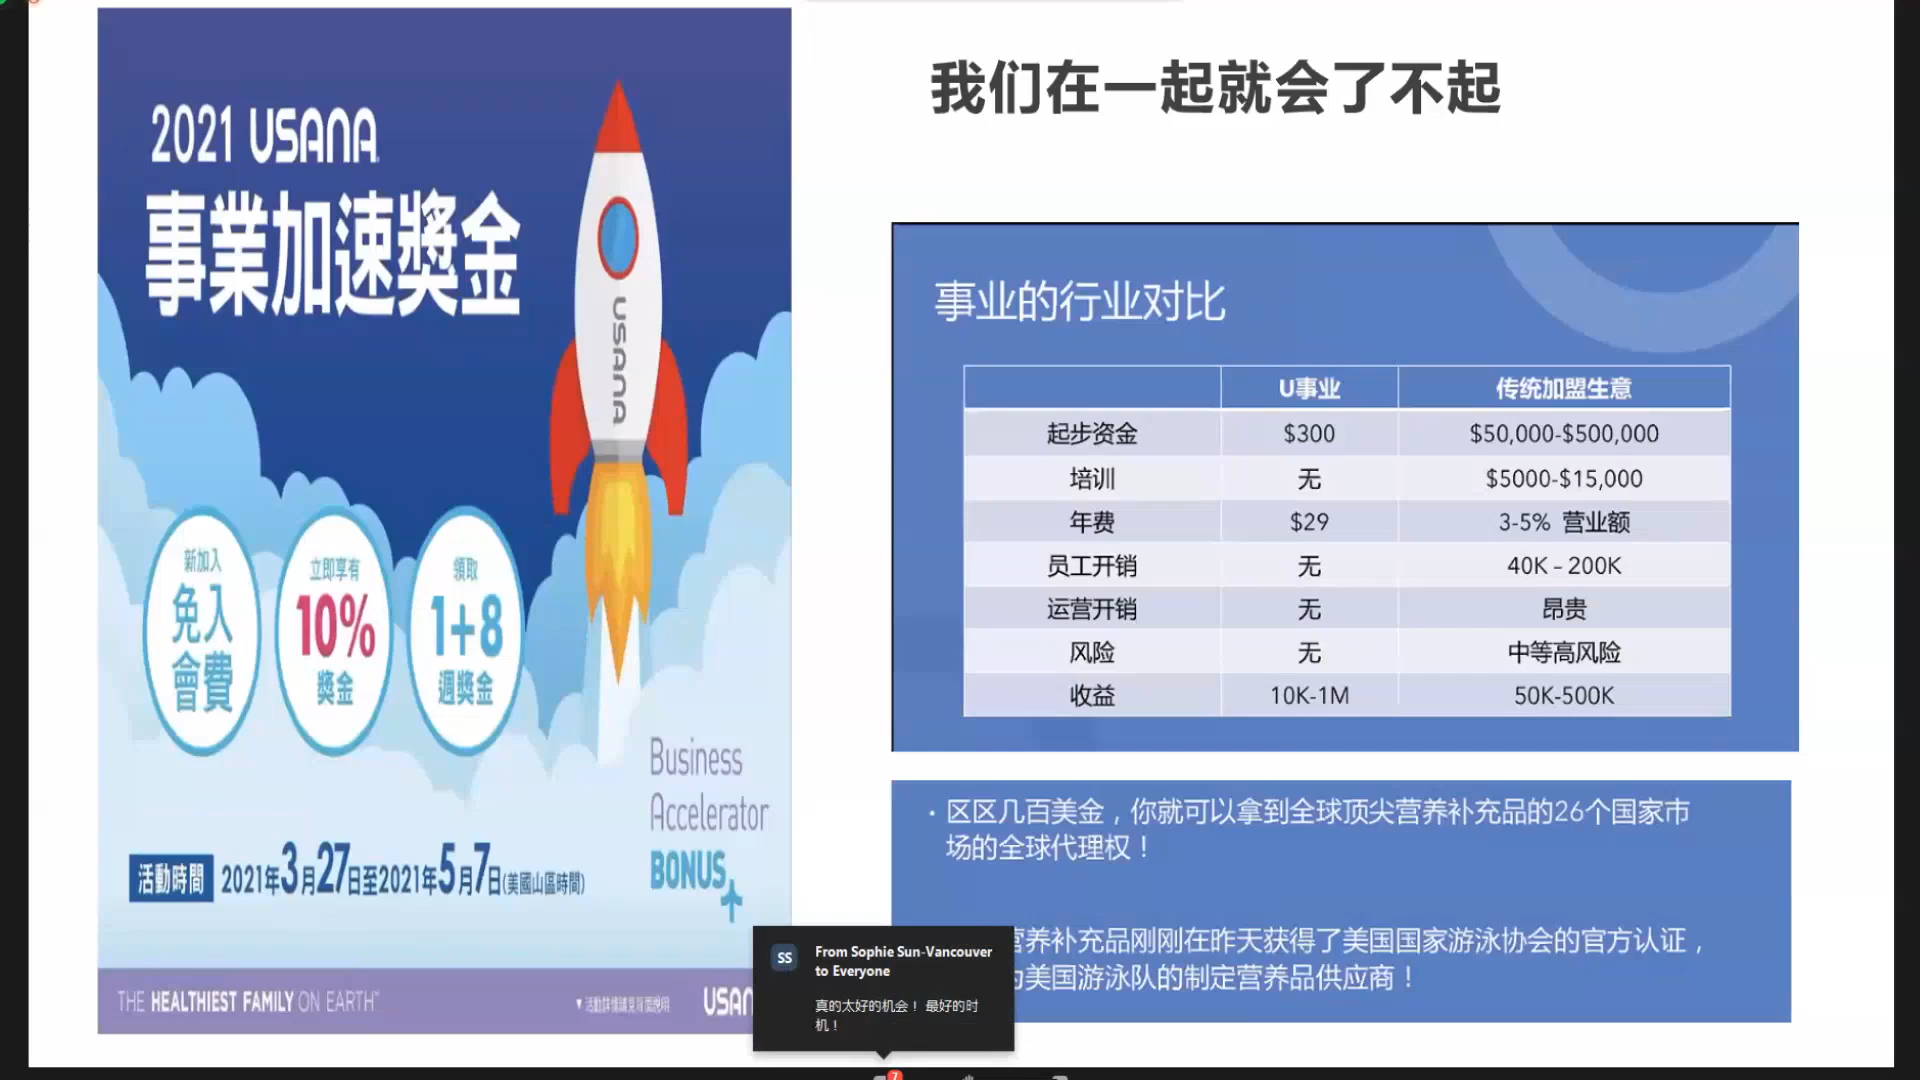 2021 USANA
事業加速獎金
USANA
新加入
免入
會費
立即享有
10%
獎金
領取
1+8
週獎金
Business
Accelerator
BONUS
活動時間 2021年3月27日至2021年5月7日(美國山區時間)
THE HEALTHIEST FAMILY ON EARTH™
▼活動詳情請見背面說明
USAN
我们在一起就会了不起
事业的行业对比
U事业 传统加盟生意
起步资金 $300 $50,000-$500,000
培训 无 $5000-$15,000
年费 $29 3-5% 营业额
员工开销 无 40K – 200K
运营开销 无 昂贵
风险 无 中等高风险
收益 10K-1M 50K-500K
• 区区几百美金，你就可以拿到全球顶尖营养补充品的26个国家市
场的全球代理权！
养补充品刚刚在昨天获得了美国国家游泳协会的官方认证，
美国游泳队的制定营养品供应商！
SS
From Sophie Sun-Vancouver
to Everyone
真的太好的机会！ 最好的时
机！
7